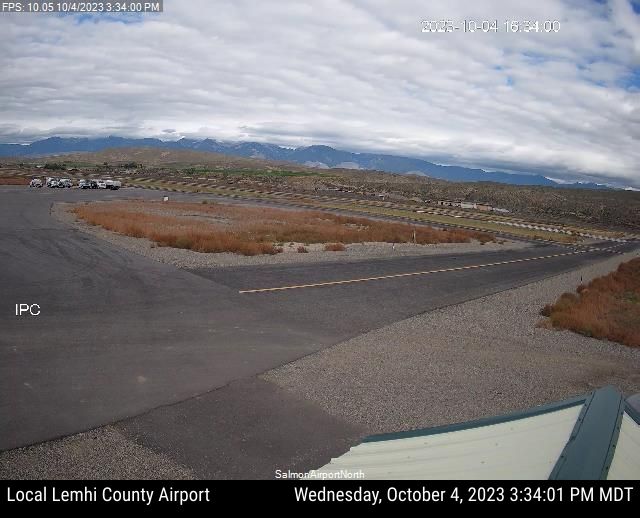 FPS: 10.05 10/4/2023 3:34:00 PM
2023-10-04 15:34:00
IPC
SalmonAirportNorth
Local Lemhi County Airport
Wednesday, October 4, 2023 3:34:01 PM MDT